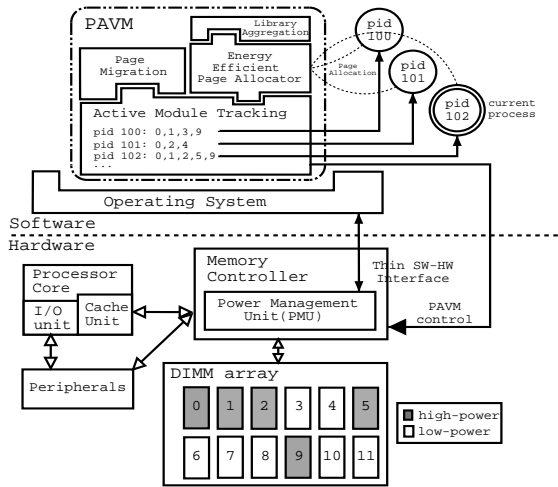 PAVM
Library
Aggregation
Page
Migration
Energy
Efficient
Page Allocator
Page
Allocation
pid
100
pid
101
pid
102
current
process
Active Module Tracking
pid 100: 0,1,3,9
pid 101: 0,2,4
pid 102: 0,1,2,5,9
...
Operating System
Software
Hardware
Processor
Core
I/O
unit
Cache
Unit
Peripherals
Memory
Controller
Power Management
Unit(PMU)
Thin SW-HW
Interface
PAVM
control
DIMM array
0 1 2 3 4 5
6 7 8 9 10 11
high-power
low-power